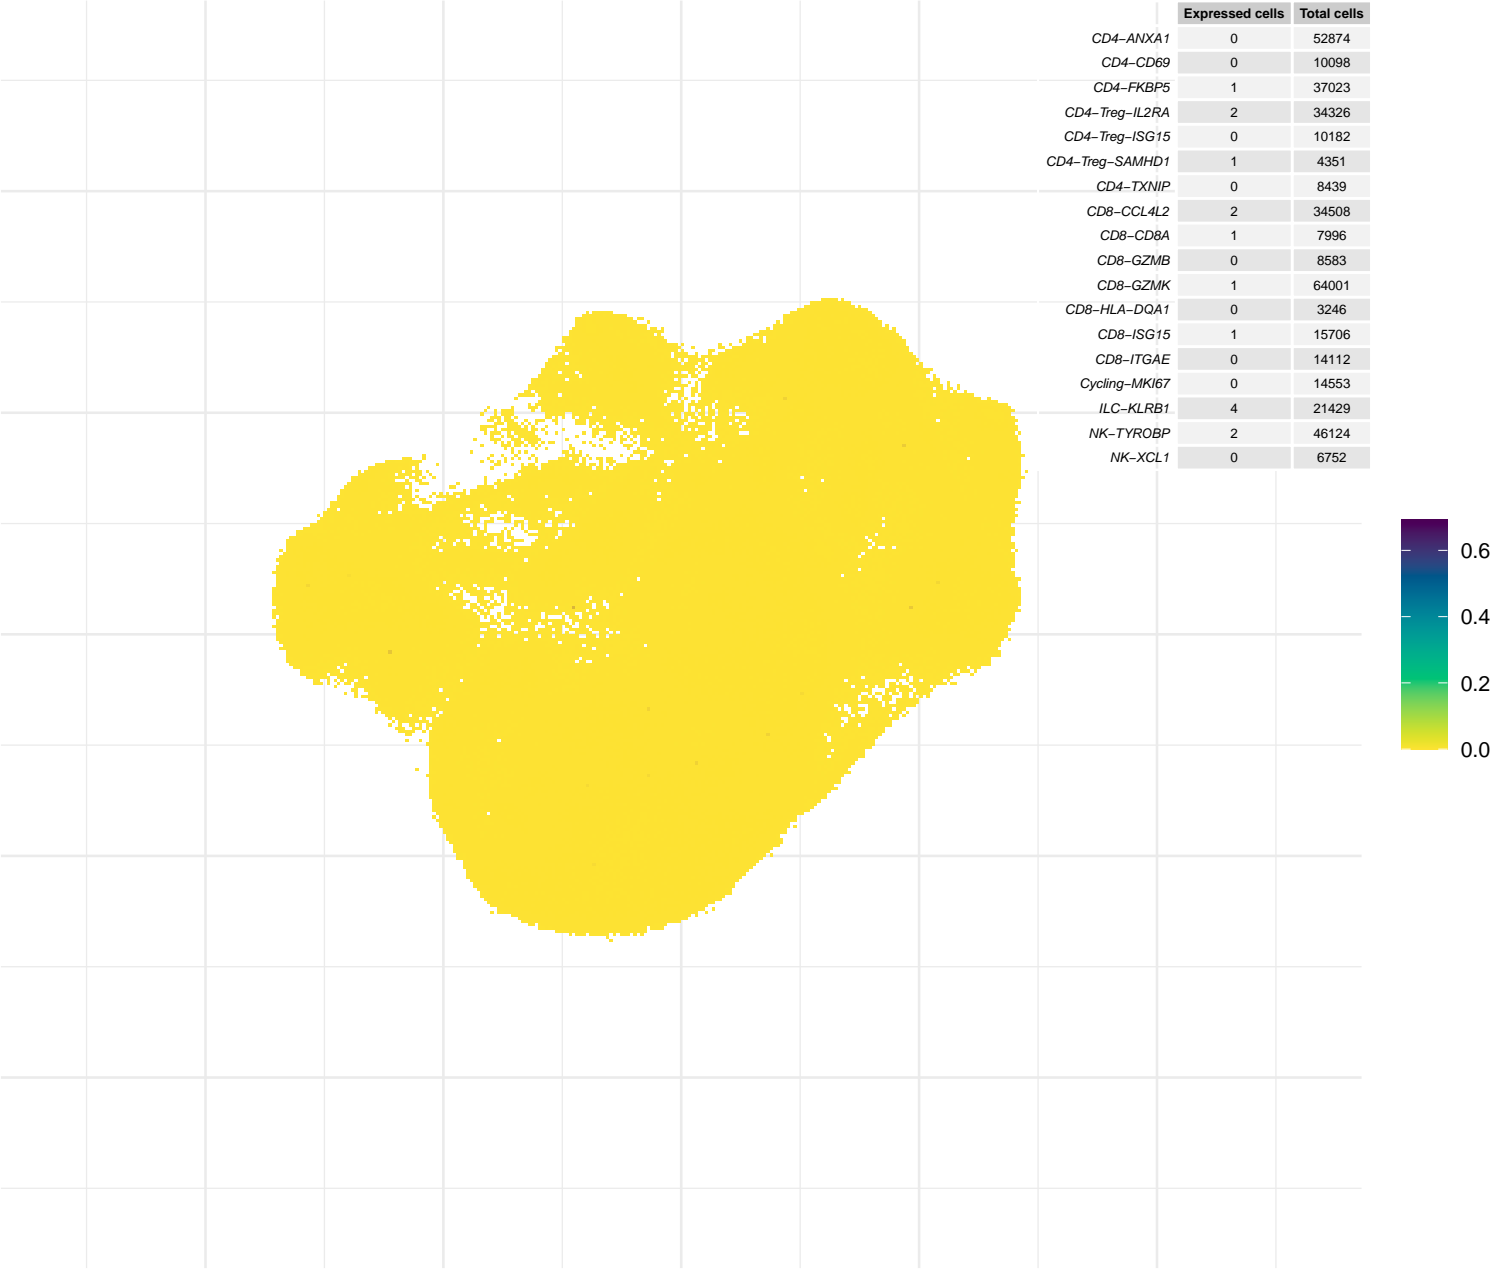 Expressed cells Total cells
CD4−ANXA1 0 52874
CD4−CD69 0 10098
CD4−FKBP5 1 37023
CD4−Treg−IL2RA 2 34326
CD4−Treg−ISG15 0 10182
CD4−Treg−SAMHD1 1 4351
CD4−TXNIP 0 8439
CD8−CCL4L2 2 34508
CD8−CD8A 1 7996
CD8−GZMB 0 8583
CD8−GZMK 1 64001
CD8−HLA−DQA1 0 3246
CD8−ISG15 1 15706
CD8−ITGAE 0 14112
Cycling−MKI67 0 14553
ILC−KLRB1 4 21429
NK−TYROBP 2 46124
NK−XCL1 0 6752
0.6
0.4
0.2
0.0